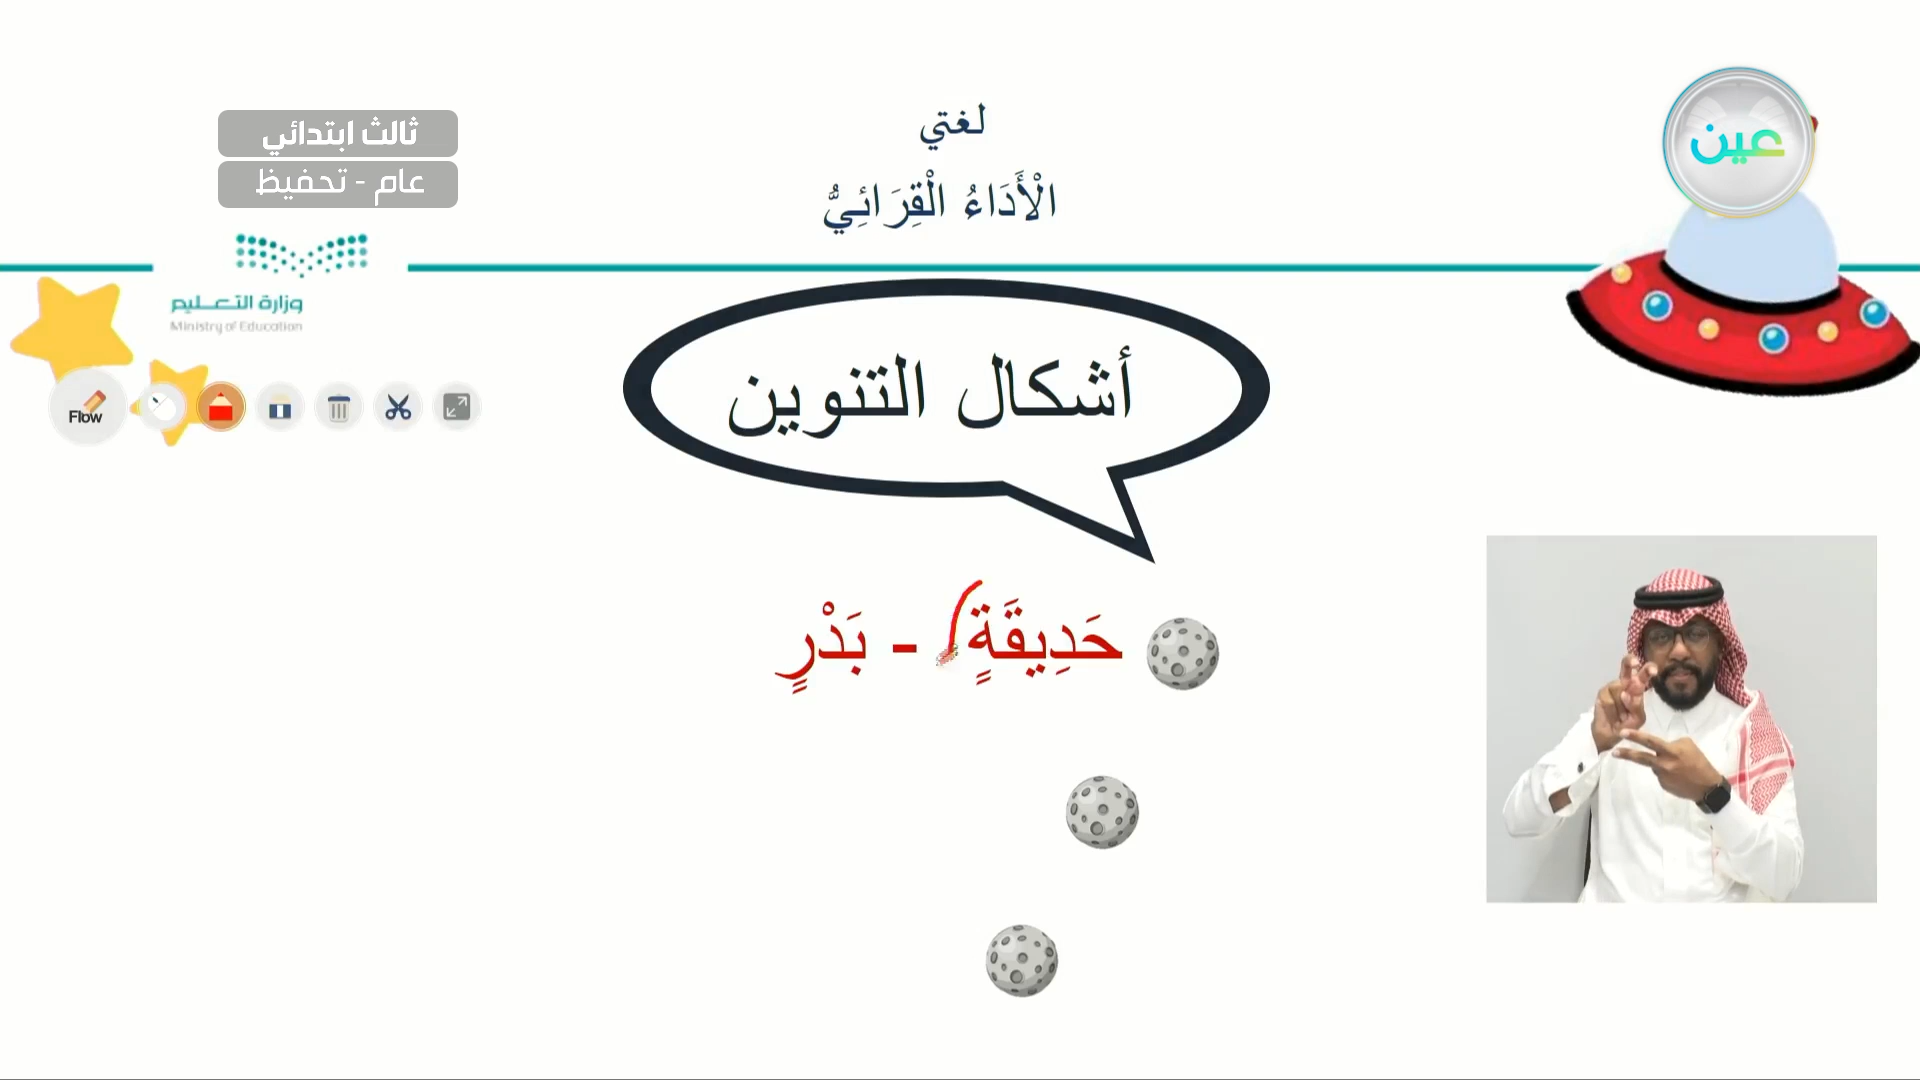 لغتي
الْأَدَاءُ الْقِرَائِيُّ
عين
ثالث ابتدائي
عام - تحفيظ
وزارة التعليم
Ministry of Education
Flow
أشكال التنوين
حَدِيقَةٍ - بَدْرٍ